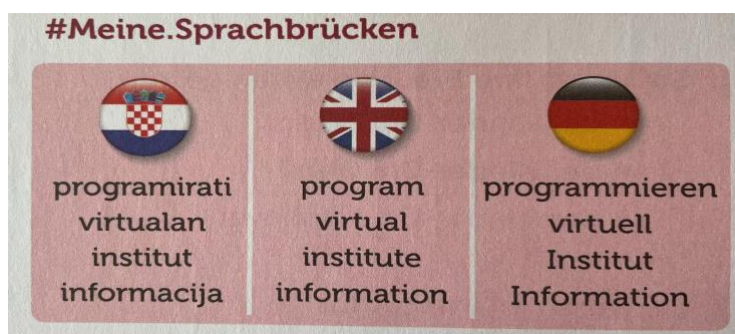 #Meine.Sprachbrücken
programirati program programmieren
virtualan virtual virtuell
institut institute Institut
informacija information Information